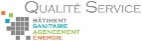 QUALITÉ SERVICE
BÂTIMENT
SANITAIRE
AGENCEMENT
ENERGIE